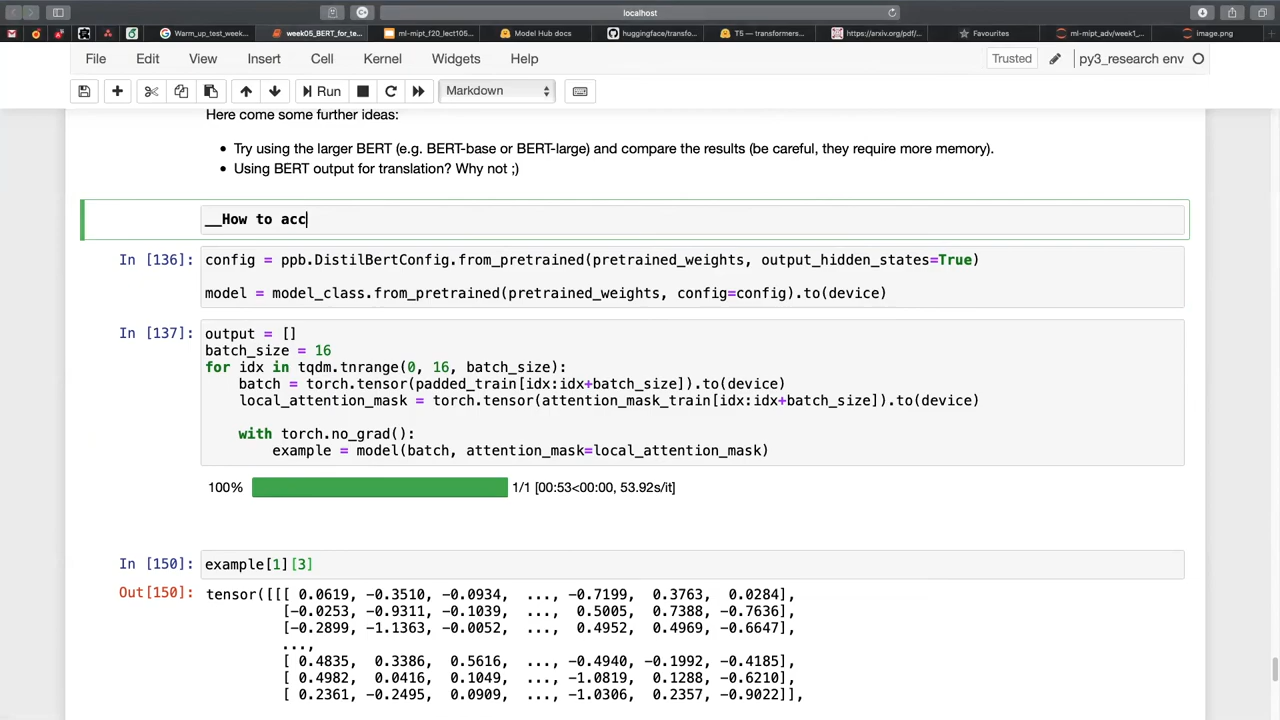 localhost
Warm_up_test_week...
week05_BERT_for_te...
ml-mipt_f20_lect105...
Model Hub docs
huggingface/transfo...
T5 — transformers...
https://arxiv.org/pdf/...
Favourites
ml-mipt_adv/week1_...
image.png
File Edit View Insert Cell Kernel Widgets Help
Trusted
py3_research env
Run
Markdown
Here come some further ideas:
Try using the larger BERT (e.g. BERT-base or BERT-large) and compare the results (be careful, they require more memory).
Using BERT output for translation? Why not ;)
__How to acc
In [136]: config = ppb.DistilBertConfig.from_pretrained(pretrained_weights, output_hidden_states=True)
model = model_class.from_pretrained(pretrained_weights, config=config).to(device)
In [137]: output = []
batch_size = 16
for idx in tqdm.tnrange(0, 16, batch_size):
batch = torch.tensor(padded_train[idx:idx+batch_size]).to(device)
local_attention_mask = torch.tensor(attention_mask_train[idx:idx+batch_size]).to(device)
with torch.no_grad():
example = model(batch, attention_mask=local_attention_mask)
100% 1/1 [00:53<00:00, 53.92s/it]
In [150]: example[1][3]
Out[150]: tensor([[[ 0.0619, -0.3510, -0.0934, ..., -0.7199, 0.3763, 0.0284],
[-0.0253, -0.9311, -0.1039, ..., 0.5005, 0.7388, -0.7636],
[-0.2899, -1.1363, -0.0052, ..., 0.4952, 0.4969, -0.6647],
...,
[ 0.4835, 0.3386, 0.5616, ..., -0.4940, -0.1992, -0.4185],
[ 0.4982, 0.0416, 0.1049, ..., -1.0819, 0.1288, -0.6210],
[ 0.2361, -0.2495, 0.0909, ..., -1.0306, 0.2357, -0.9022]],